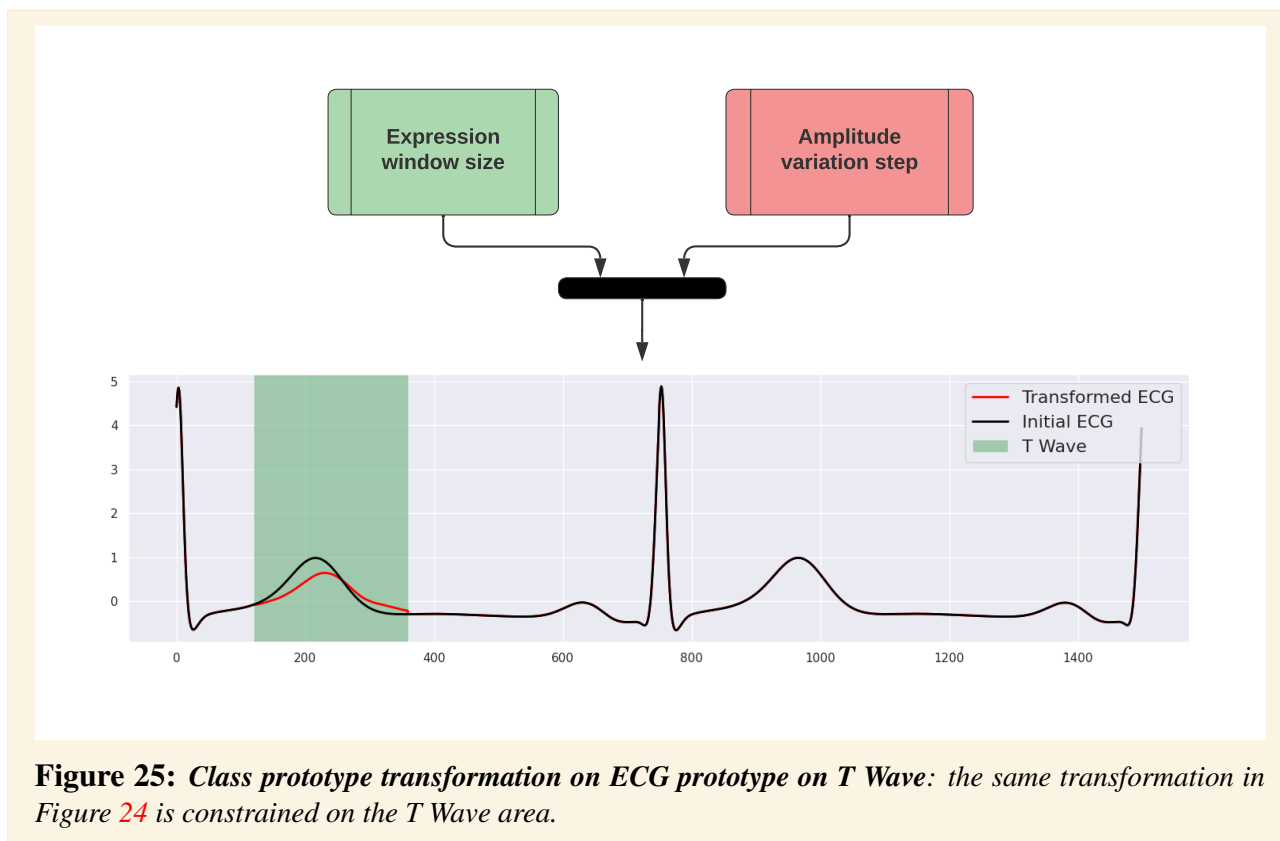 Expression
window size
Amplitude
variation step
5
4
3
2
1
0
Transformed ECG
Initial ECG
T Wave
0 200 400 600 800 1000 1200 1400
Figure 25: Class prototype transformation on ECG prototype on T Wave: the same transformation in
Figure 24 is constrained on the T Wave area.